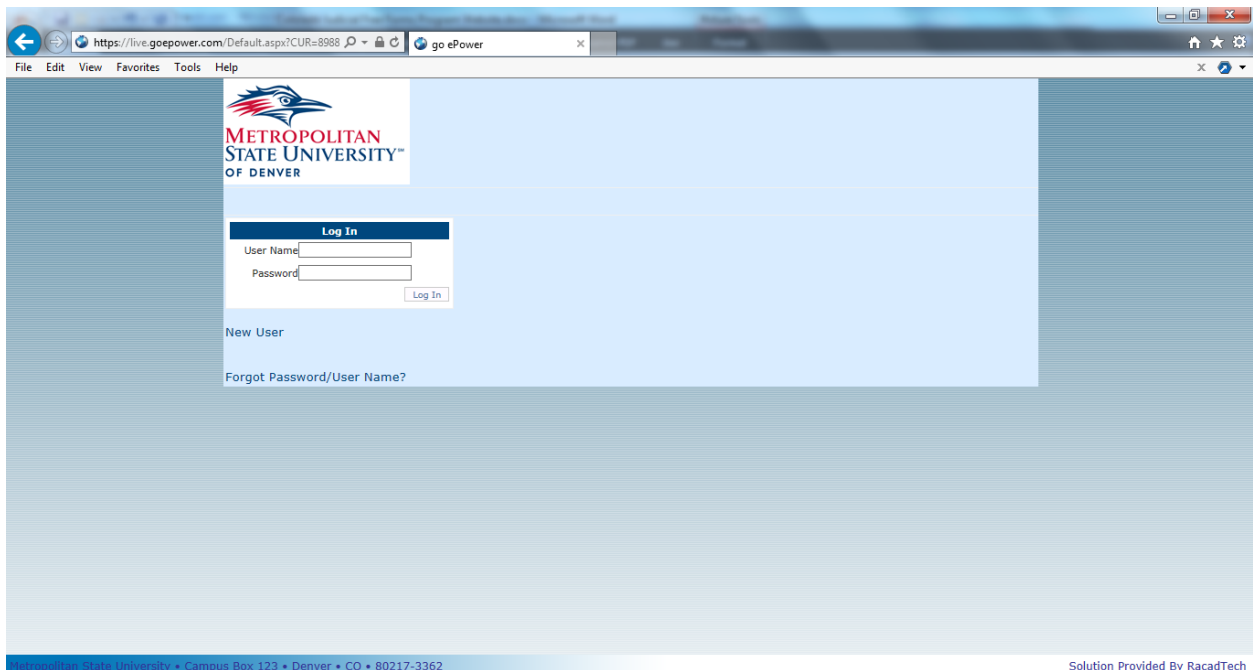 https://live.goepower.com/Default.aspx?CUR=8988
go ePower
File Edit View Favorites Tools Help
METROPOLITAN
STATE UNIVERSITY℠
OF DENVER
Log In
User Name
Password
Log In
New User
Forgot Password/User Name?
Metropolitan State University • Campus Box 123 • Denver • CO • 80217-3362
Solution Provided By RacadTech